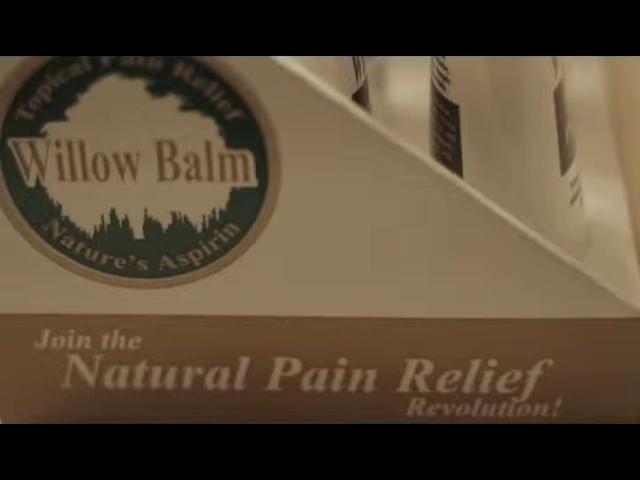 Topical Pain Relief
Willow Balm
Nature's Aspirin
Join the
Natural Pain Relief
Revolution!